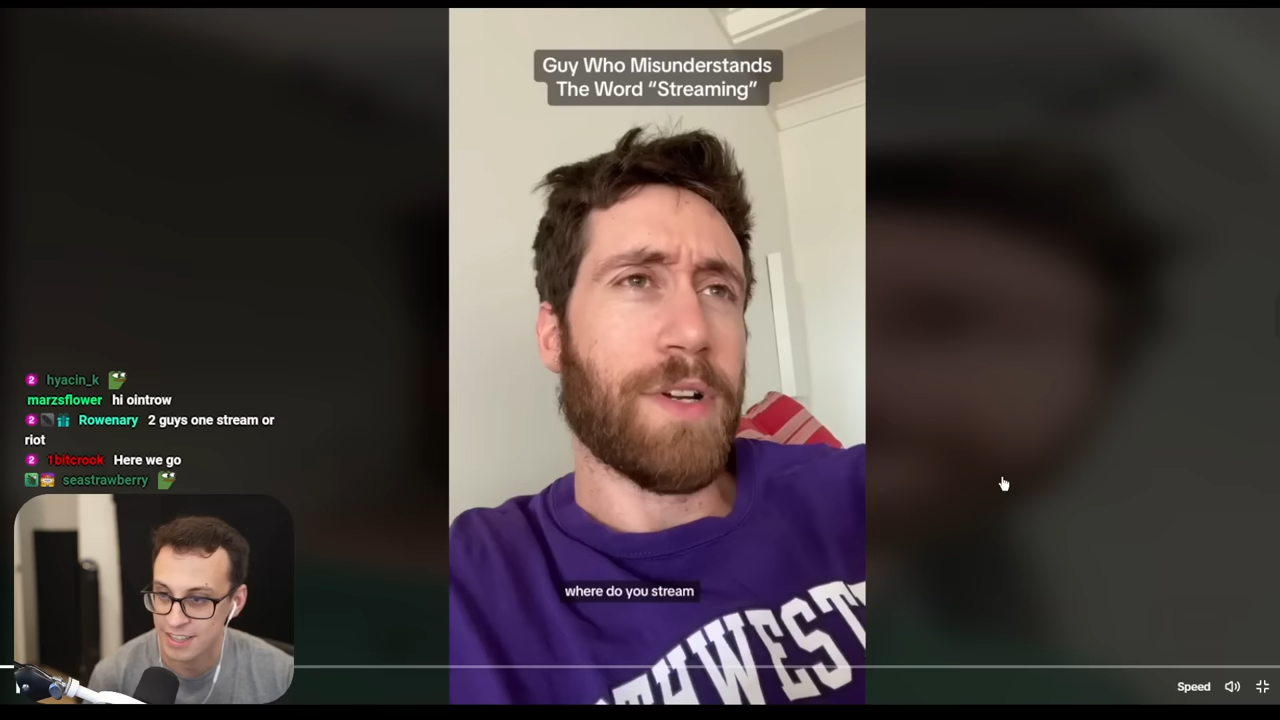 Guy Who Misunderstands
The Word “Streaming”
hyacin_k
marzsflower hi ointrow
Rowenary 2 guys one stream or
riot
1bitcrook Here we go
seastrawberry
where do you stream
THWEST
Speed